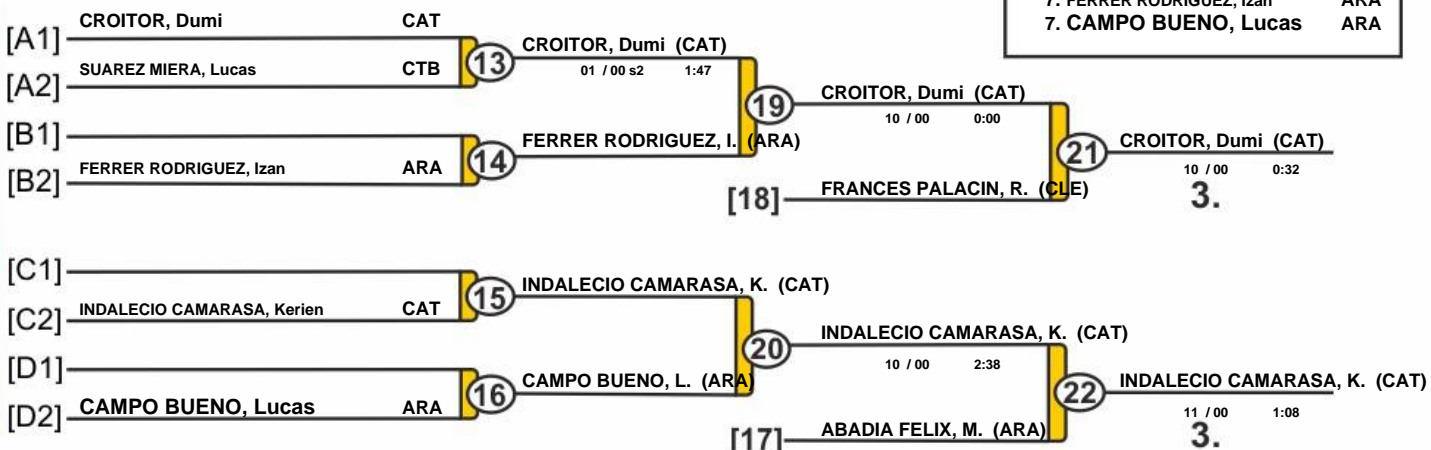 7. FERRER RODRIGUEZ, Izan ARA
7. CAMPO BUENO, Lucas ARA
[A1] CROITOR, Dumi CAT
[A2] SUAREZ MIERA, Lucas CTB
13 CROITOR, Dumi (CAT)
01 / 00 s2 1:47
[B1]
[B2] FERRER RODRIGUEZ, Izan ARA
14 FERRER RODRIGUEZ, I. (ARA)
19 CROITOR, Dumi (CAT)
10 / 00 0:00
[18] FRANCES PALACIN, R. (CLE)
21 CROITOR, Dumi (CAT)
10 / 00 0:32
3.
[C1]
[C2] INDALECIO CAMARASA, Kerien CAT
15 INDALECIO CAMARASA, K. (CAT)
[D1]
[D2] CAMPO BUENO, Lucas ARA
16 CAMPO BUENO, L. (ARA)
20 INDALECIO CAMARASA, K. (CAT)
10 / 00 2:38
[17] ABADIA FELIX, M. (ARA)
22 INDALECIO CAMARASA, K. (CAT)
11 / 00 1:08
3.